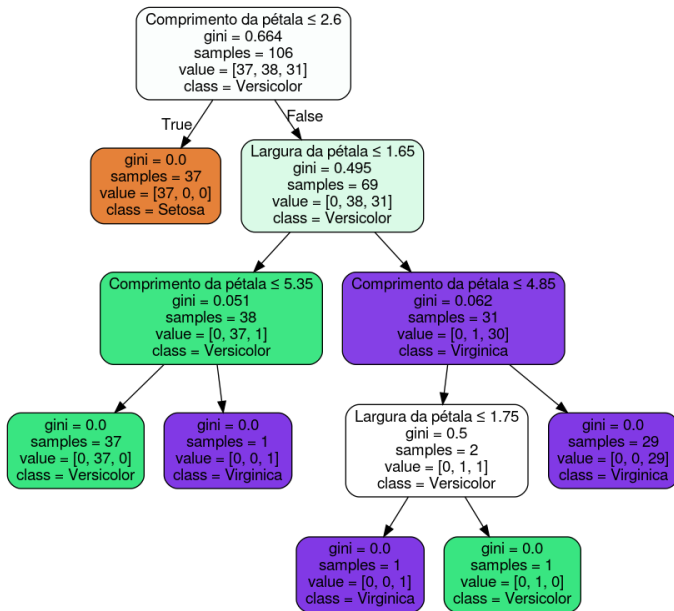 Comprimento da pétala ≤ 2.6
gini = 0.664
samples = 106
value = [37, 38, 31]
class = Versicolor
True
False
gini = 0.0
samples = 37
value = [37, 0, 0]
class = Setosa
Largura da pétala ≤ 1.65
gini = 0.495
samples = 69
value = [0, 38, 31]
class = Versicolor
Comprimento da pétala ≤ 5.35
gini = 0.051
samples = 38
value = [0, 37, 1]
class = Versicolor
Comprimento da pétala ≤ 4.85
gini = 0.062
samples = 31
value = [0, 1, 30]
class = Virginica
gini = 0.0
samples = 37
value = [0, 37, 0]
class = Versicolor
gini = 0.0
samples = 1
value = [0, 0, 1]
class = Virginica
Largura da pétala ≤ 1.75
gini = 0.5
samples = 2
value = [0, 1, 1]
class = Versicolor
gini = 0.0
samples = 29
value = [0, 0, 29]
class = Virginica
gini = 0.0
samples = 1
value = [0, 0, 1]
class = Virginica
gini = 0.0
samples = 1
value = [0, 1, 0]
class = Versicolor